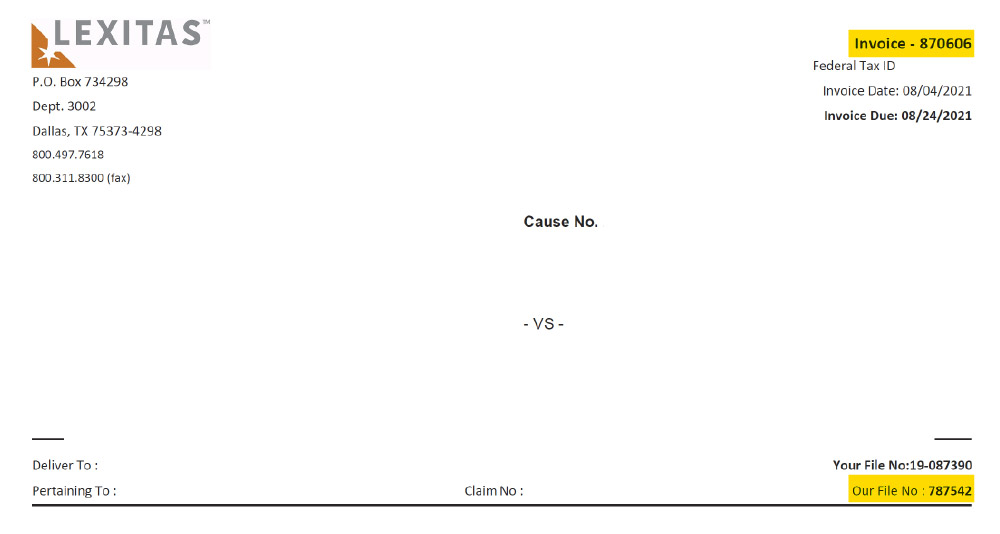 LEXITAS™
Invoice - 870606
Federal Tax ID
P.O. Box 734298
Invoice Date: 08/04/2021
Dept. 3002
Invoice Due: 08/24/2021
Dallas, TX 75373-4298
800.497.7618
800.311.8300 (fax)
Cause No.
- VS -
Deliver To :
Your File No:19-087390
Pertaining To :
Claim No :
Our File No : 787542